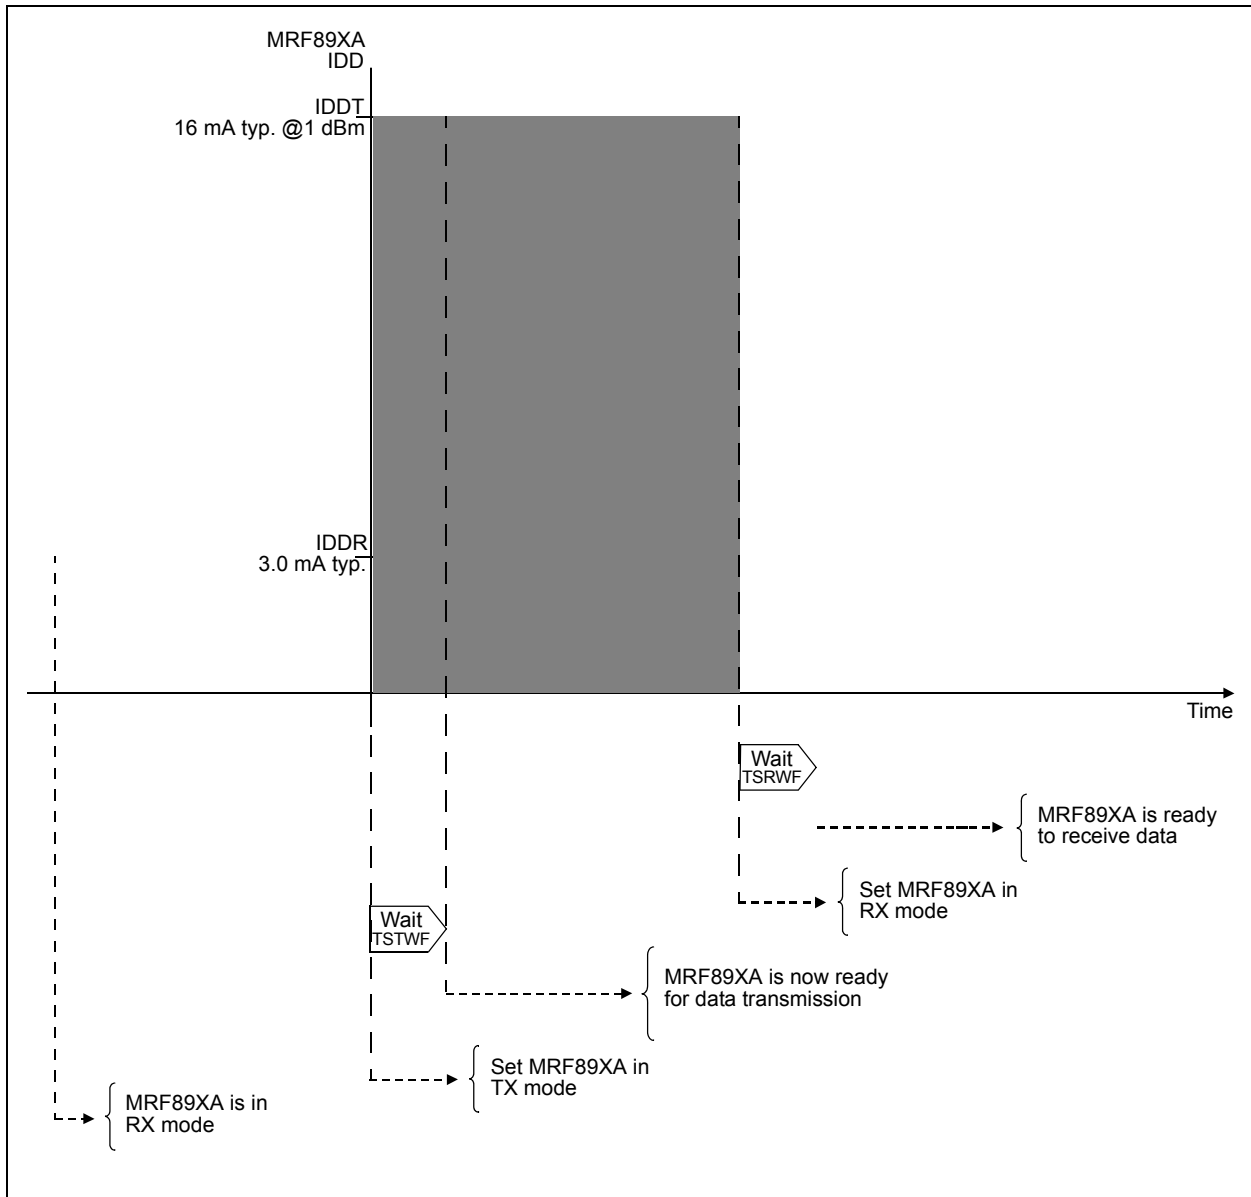 MRF89XA
IDD
IDDT
16 mA typ. @1 dBm
IDDR
3.0 mA typ.
Time
Wait
TSRWF
MRF89XA is ready
to receive data
Set MRF89XA in
RX mode
Wait
TSTWF
MRF89XA is now ready
for data transmission
Set MRF89XA in
TX mode
MRF89XA is in
RX mode